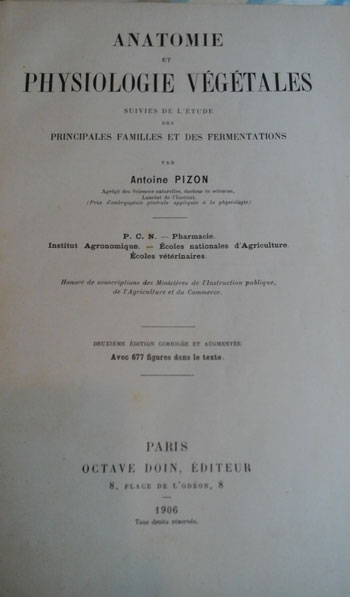 ANATOMIE
ET
PHYSIOLOGIE VÉGÉTALES
SUIVIES DE L'ÉTUDE
DES
PRINCIPALES FAMILLES ET DES FERMENTATIONS
PAR
Antoine PIZON
Agrégé des Sciences naturelles, docteur ès sciences,
Lauréat de l'Institut.
(Prix d'embryogénie générale appliquée à la physiologie)
P. C. N. — Pharmacie.
Institut Agronomique. — Écoles nationales d'Agriculture.
Écoles vétérinaires.
Honoré de souscriptions des Ministères de l'Instruction publique,
de l'Agriculture et du Commerce.
DEUXIÈME ÉDITION CORRIGÉE ET AUGMENTÉE
Avec 677 figures dans le texte.
PARIS
OCTAVE DOIN, ÉDITEUR
8, PLACE DE L'ODÉON, 8
1906
Tous droits réservés.